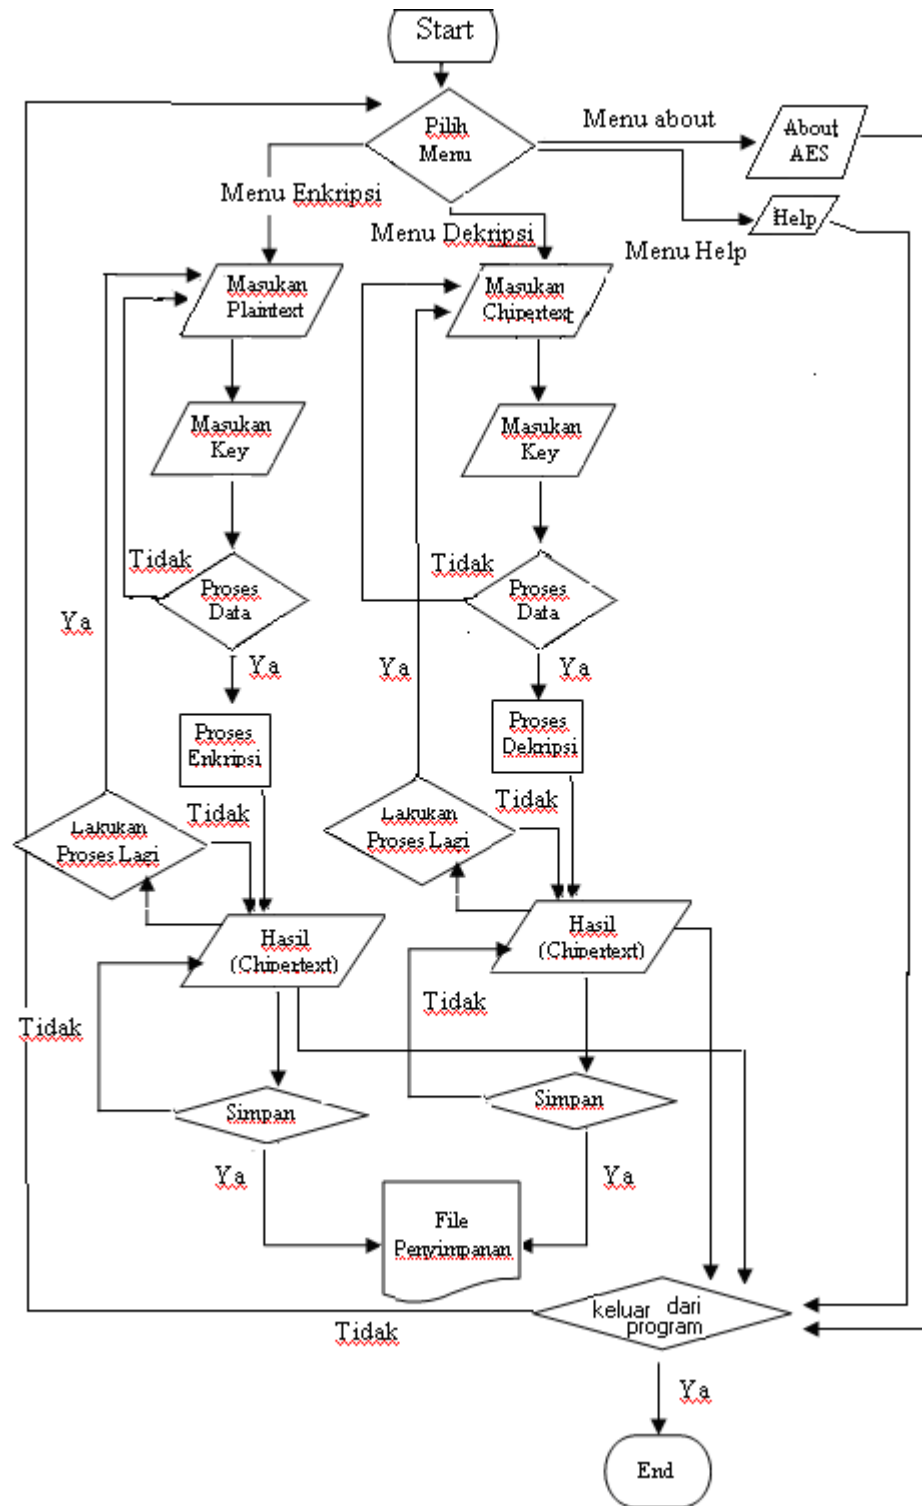 Start
Pilih
Menu
Menu about
About
AES
Menu Enkripsi
Menu Dekripsi
Help
Menu Help
Masukan
Plaintext
Masukan
Chipertext
Masukan
Key
Masukan
Key
Tidak
Proses
Data
Tidak
Proses
Data
Ya
Ya
Ya
Ya
Proses
Enkripsi
Proses
Dekripsi
Tidak
Tidak
Lakukan
Proses Lagi
Lakukan
Proses Lagi
Hasil
(Chipertext)
Hasil
(Chipertext)
Tidak
Tidak
Simpan
Simpan
Ya
Ya
File
Penyimpanan
keluar dari
program
Tidak
Ya
End